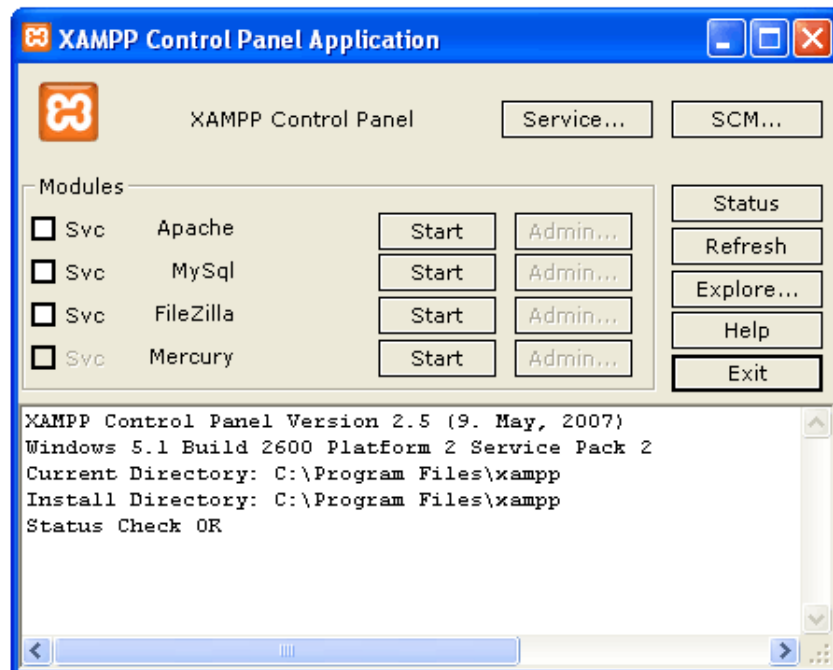 XAMPP Control Panel Application
XAMPP Control Panel
Service...
SCM...
Modules
Svc Apache Start Admin...
Svc MySql Start Admin...
Svc FileZilla Start Admin...
Svc Mercury Start Admin...
Status
Refresh
Explore...
Help
Exit
XAMPP Control Panel Version 2.5 (9. May, 2007)
Windows 5.1 Build 2600 Platform 2 Service Pack 2
Current Directory: C:\Program Files\xampp
Install Directory: C:\Program Files\xampp
Status Check OK